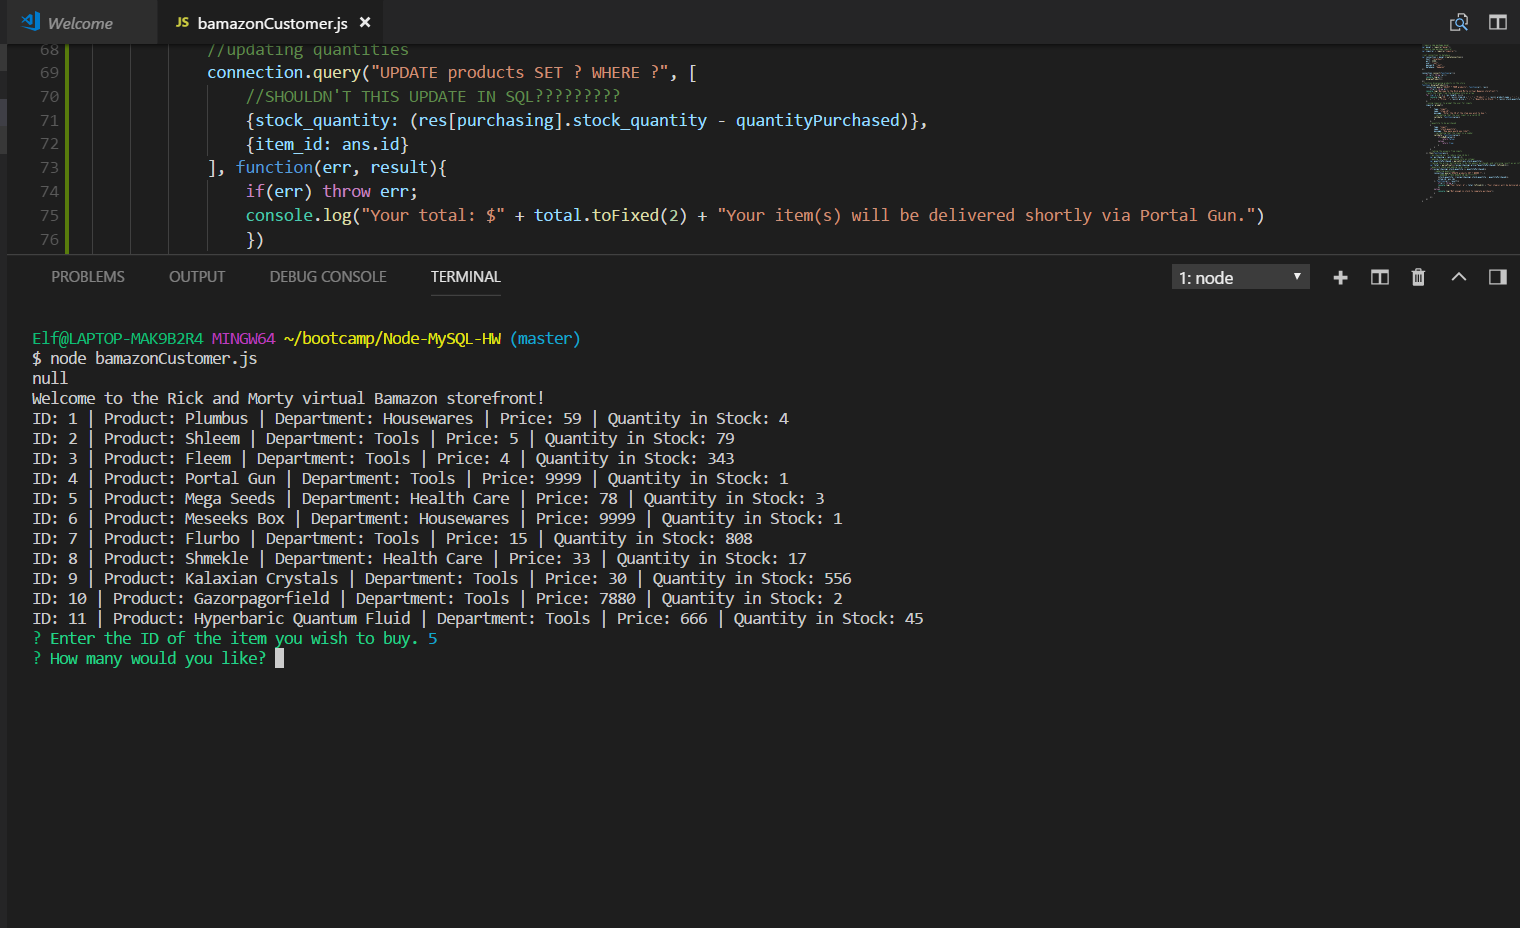 Welcome
JS bamazonCustomer.js ×
68 //updating quantities
69 connection.query("UPDATE products SET ? WHERE ?", [
70 //SHOULDN'T THIS UPDATE IN SQL?????????
71 {stock_quantity: (res[purchasing].stock_quantity - quantityPurchased)},
72 {item_id: ans.id}
73 ], function(err, result){
74 if(err) throw err;
75 console.log("Your total: $" + total.toFixed(2) + "Your item(s) will be delivered shortly via Portal Gun.")
76 })
PROBLEMS OUTPUT DEBUG CONSOLE TERMINAL 1: node
Elf@LAPTOP-MAK9B2R4 MINGW64 ~/bootcamp/Node-MySQL-HW (master)
$ node bamazonCustomer.js
null
Welcome to the Rick and Morty virtual Bamazon storefront!
ID: 1 | Product: Plumbus | Department: Housewares | Price: 59 | Quantity in Stock: 4
ID: 2 | Product: Shleem | Department: Tools | Price: 5 | Quantity in Stock: 79
ID: 3 | Product: Fleem | Department: Tools | Price: 4 | Quantity in Stock: 343
ID: 4 | Product: Portal Gun | Department: Tools | Price: 9999 | Quantity in Stock: 1
ID: 5 | Product: Mega Seeds | Department: Health Care | Price: 78 | Quantity in Stock: 3
ID: 6 | Product: Meseeks Box | Department: Housewares | Price: 9999 | Quantity in Stock: 1
ID: 7 | Product: Flurbo | Department: Tools | Price: 15 | Quantity in Stock: 808
ID: 8 | Product: Shmekle | Department: Health Care | Price: 33 | Quantity in Stock: 17
ID: 9 | Product: Kalaxian Crystals | Department: Tools | Price: 30 | Quantity in Stock: 556
ID: 10 | Product: Gazorpagorfield | Department: Tools | Price: 7880 | Quantity in Stock: 2
ID: 11 | Product: Hyperbaric Quantum Fluid | Department: Tools | Price: 666 | Quantity in Stock: 45
? Enter the ID of the item you wish to buy. 5
? How many would you like?